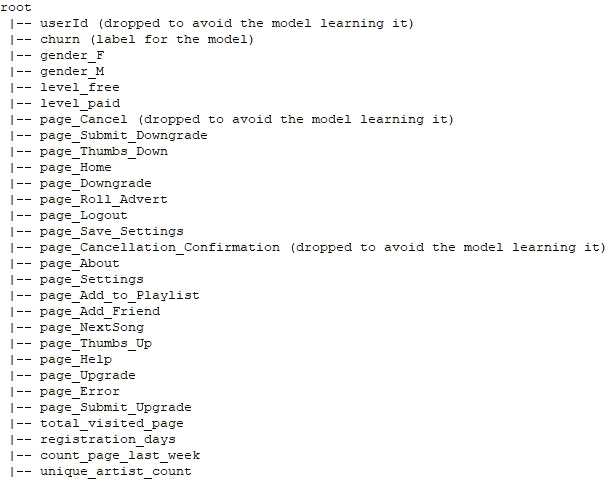 root
|-- userId (dropped to avoid the model learning it)
|-- churn (label for the model)
|-- gender_F
|-- gender_M
|-- level_free
|-- level_paid
|-- page_Cancel (dropped to avoid the model learning it)
|-- page_Submit_Downgrade
|-- page_Thumbs_Down
|-- page_Home
|-- page_Downgrade
|-- page_Roll_Advert
|-- page_Logout
|-- page_Save_Settings
|-- page_Cancellation_Confirmation (dropped to avoid the model learning it)
|-- page_About
|-- page_Settings
|-- page_Add_to_Playlist
|-- page_Add_Friend
|-- page_NextSong
|-- page_Thumbs_Up
|-- page_Help
|-- page_Upgrade
|-- page_Error
|-- page_Submit_Upgrade
|-- total_visited_page
|-- registration_days
|-- count_page_last_week
|-- unique_artist_count